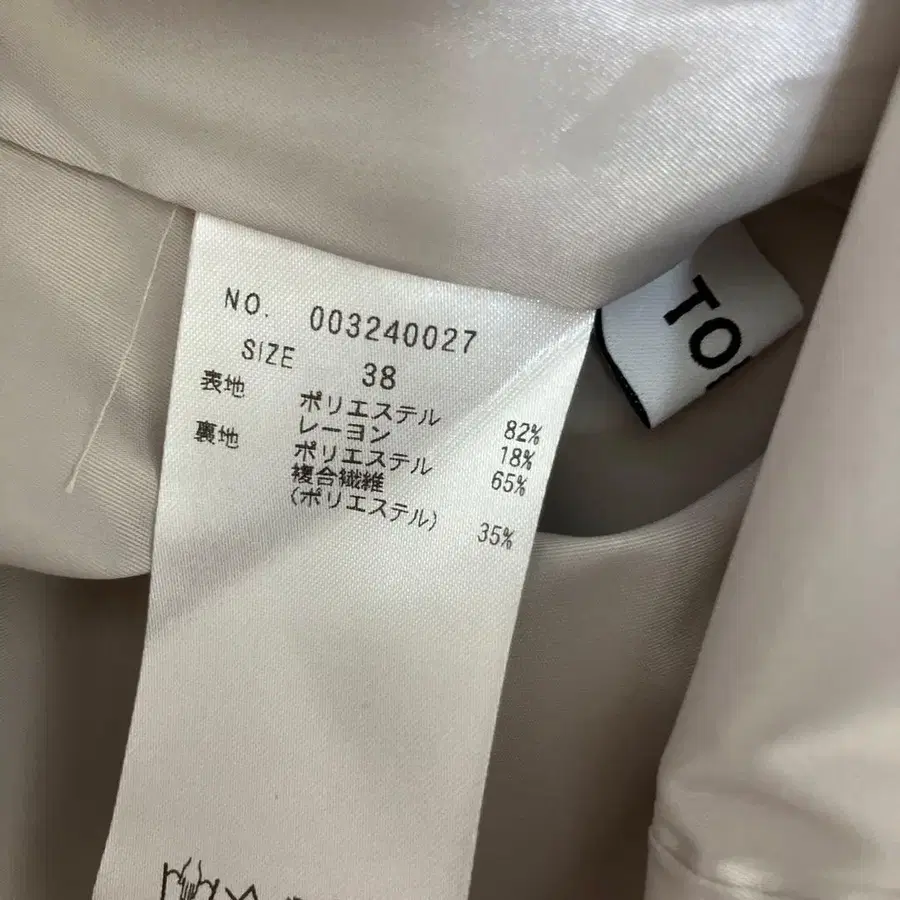 NO. 003240027
SIZE 38
表地 ポリエステル 82%
レーヨン 18%
裏地 ポリエステル 65%
複合繊維
(ポリエステル) 35%
TO